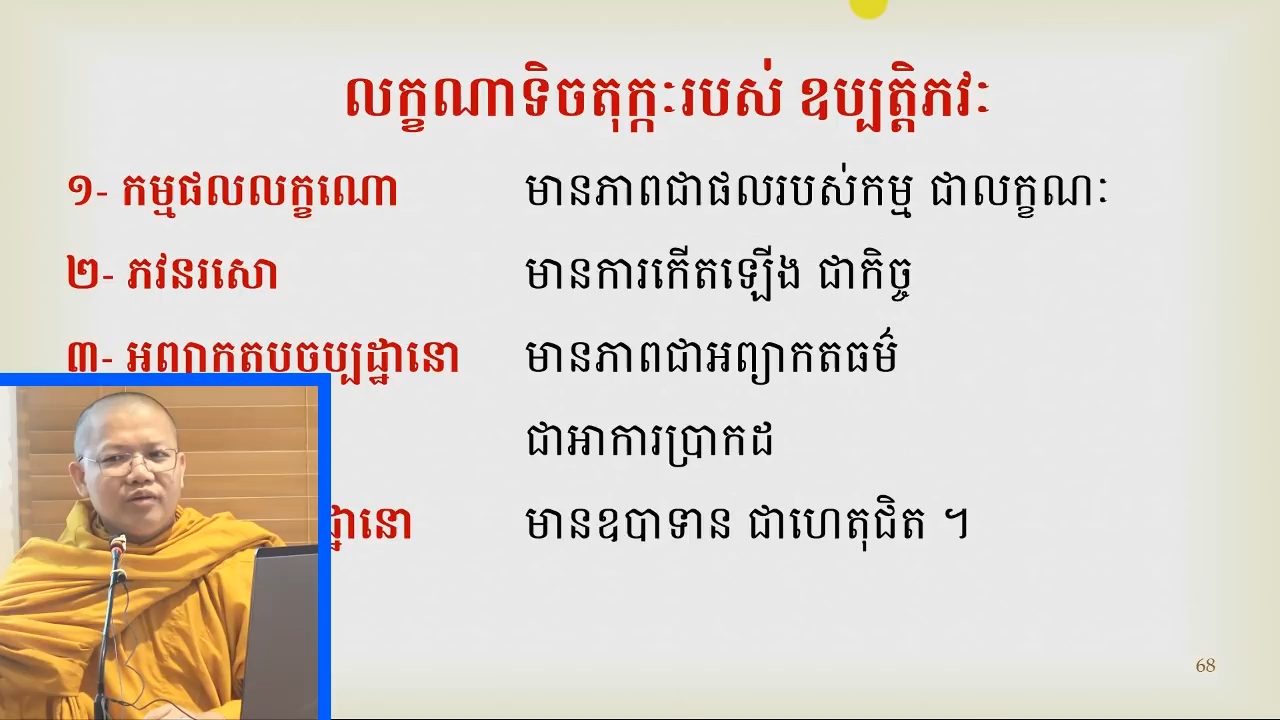 លក្ខណាទិចតុក្កៈរបស់ ឧប្បត្តិភវៈ
១- កម្មផលលក្ខណោ មានភាពជាផលរបស់កម្ម ជាលក្ខណៈ
២- ភវនរសោ មានការកើតឡើង ជាកិច្ច
៣- អព្យាកតបចចប្បដ្ឋានោ មានភាពជាអព្យាកតធម៌
ជាអាការប្រាកដ
មានឧបាទាន ជាហេតុជិត ។
68